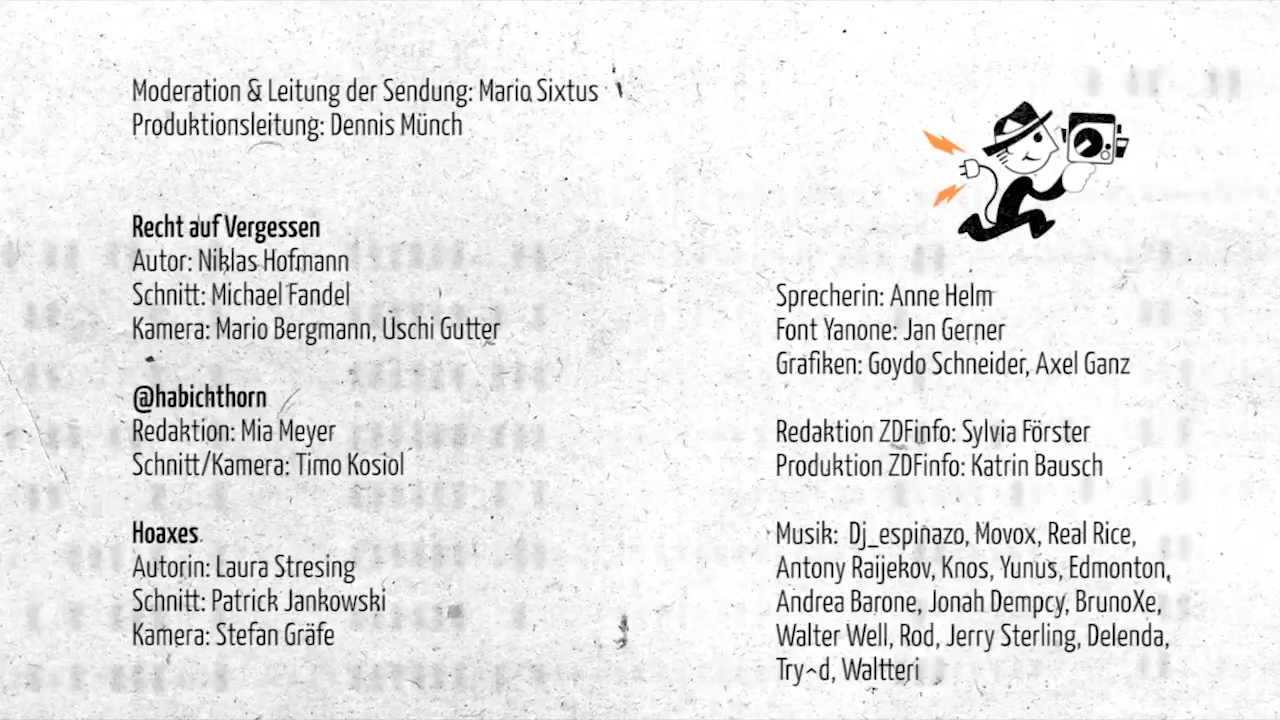 Moderation & Leitung der Sendung: Mario Sixtus
Produktionsleitung: Dennis Münch
Recht auf Vergessen
Autor: Niklas Hofmann
Schnitt: Michael Fandel
Kamera: Mario Bergmann, Uschi Gutter
@habichthorn
Redaktion: Mia Meyer
Schnitt/Kamera: Timo Kosiol
Hoaxes
Autorin: Laura Stresing
Schnitt: Patrick Jankowski
Kamera: Stefan Gräfe
Sprecherin: Anne Helm
Font Yanone: Jan Gerner
Grafiken: Goydo Schneider, Axel Ganz
Redaktion ZDFinfo: Sylvia Förster
Produktion ZDFinfo: Katrin Bausch
Musik: Dj_espinazo, Movox, Real Rice,
Antony Raijekov, Knos, Yunus, Edmonton,
Andrea Barone, Jonah Dempcy, BrunoXe,
Walter Well, Rod, Jerry Sterling, Delenda,
Try^d, Waltteri